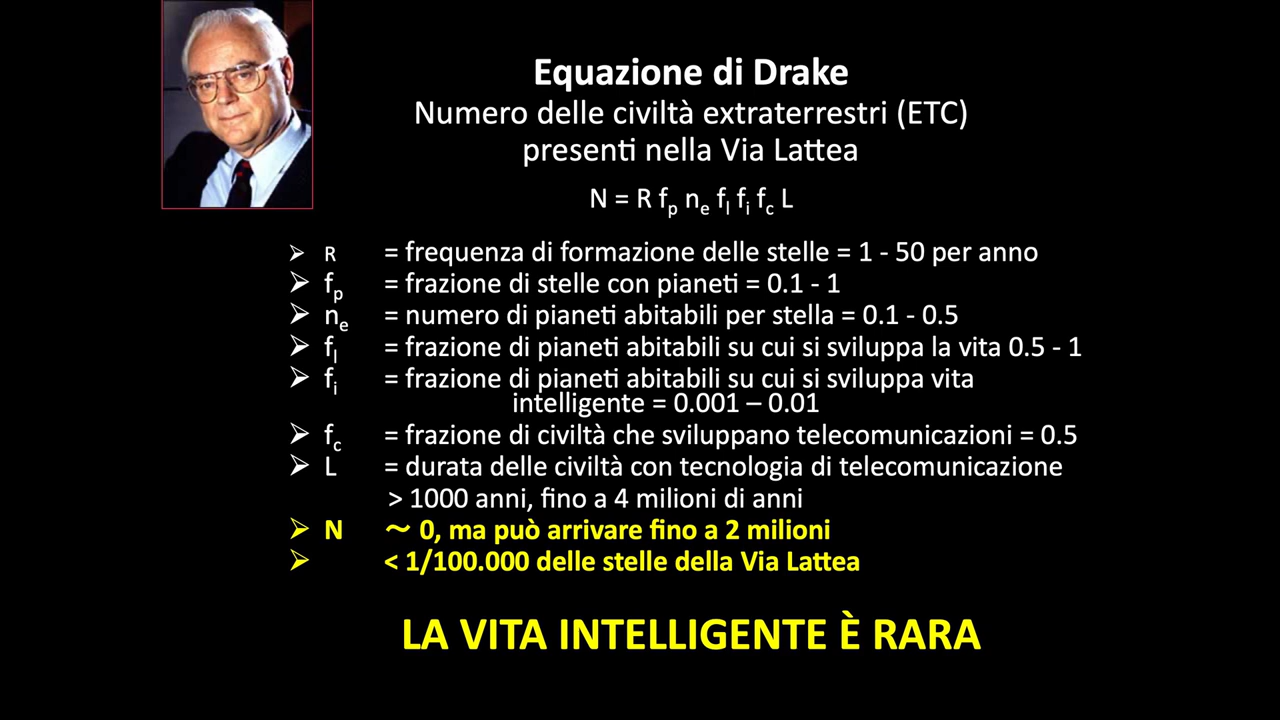 Equazione di Drake
Numero delle civiltà extraterrestri (ETC)
presenti nella Via Lattea
N = R fp ne fl fi fc L
➢ R = frequenza di formazione delle stelle = 1 - 50 per anno
➢ fp = frazione di stelle con pianeti = 0.1 - 1
➢ ne = numero di pianeti abitabili per stella = 0.1 - 0.5
➢ fl = frazione di pianeti abitabili su cui si sviluppa la vita 0.5 - 1
➢ fi = frazione di pianeti abitabili su cui si sviluppa vita
intelligente = 0.001 – 0.01
➢ fc = frazione di civiltà che sviluppano telecomunicazioni = 0.5
➢ L = durata delle civiltà con tecnologia di telecomunicazione
> 1000 anni, fino a 4 milioni di anni
➢ N ~ 0, ma può arrivare fino a 2 milioni
➢ < 1/100.000 delle stelle della Via Lattea
LA VITA INTELLIGENTE È RARA